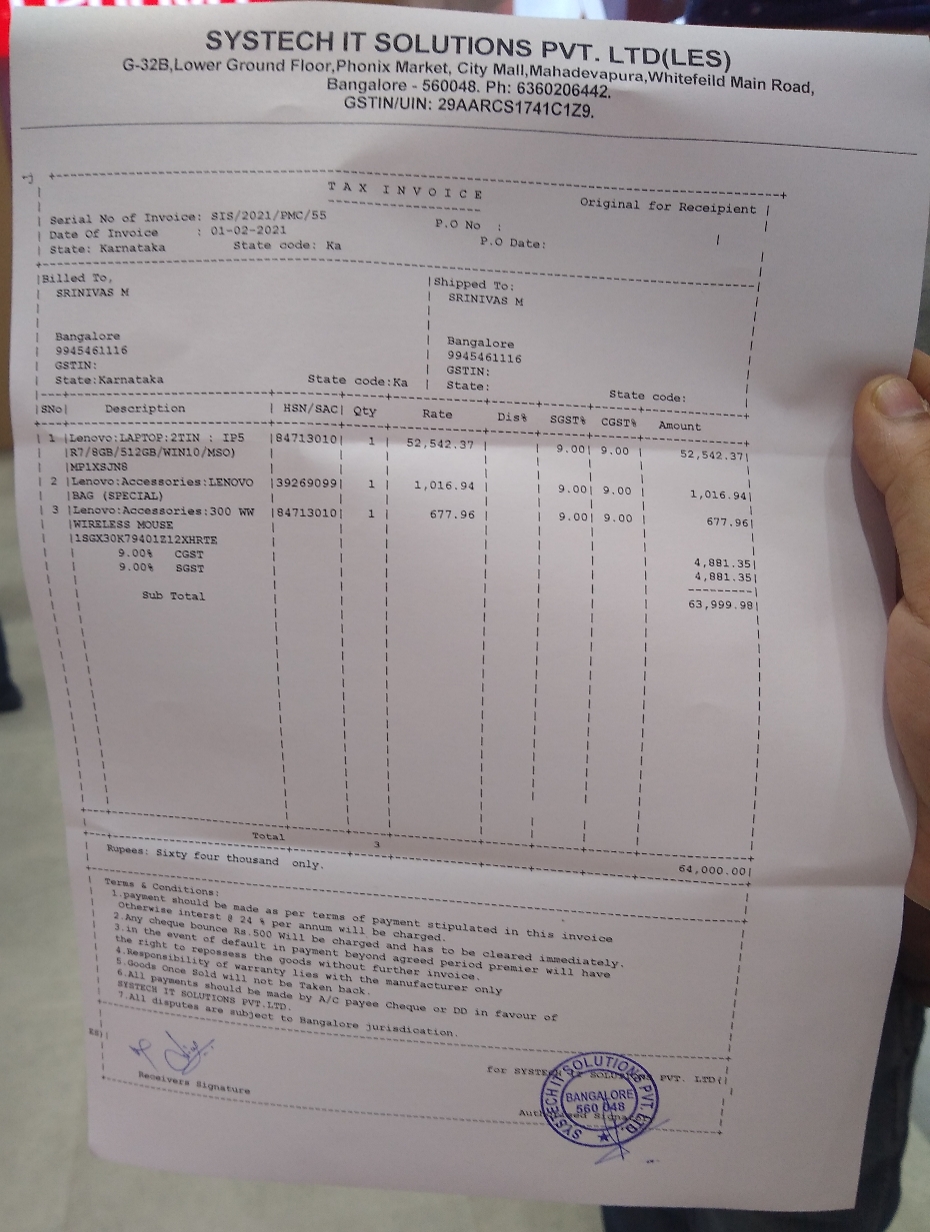 SYSTECH IT SOLUTIONS PVT. LTD(LES)
G-32B,Lower Ground Floor,Phonix Market, City Mall,Mahadevapura,Whitefeild Main Road,
Bangalore - 560048. Ph: 6360206442.
GSTIN/UIN: 29AARCS1741C1Z9.
TAX INVOICE
Original for Receipient
Serial No of Invoice: SIS/2021/PMC/55 P.O No :
Date Of Invoice : 01-02-2021 P.O Date:
State: Karnataka State code: Ka
Billed To, Shipped To:
SRINIVAS M SRINIVAS M
Bangalore Bangalore
9945461116 9945461116
GSTIN: GSTIN:
State:Karnataka State code:Ka State: State code:
SNo Description HSN/SAC Qty Rate Dis% SGST% CGST% Amount
1 Lenovo:LAPTOP:2TIN : IP5 84713010 1 52,542.37 9.00 9.00 52,542.37
(R7/8GB/512GB/WIN10/MSO)
MP1XSJN8
2 Lenovo:Accessories:LENOVO 39269099 1 1,016.94 9.00 9.00 1,016.94
BAG (SPECIAL)
3 Lenovo:Accessories:300 WW 84713010 1 677.96 9.00 9.00 677.96
WIRELESS MOUSE
1SGX30K79401Z12XHRTE
9.00% CGST 4,881.35
9.00% SGST 4,881.35
Sub Total 63,999.98
Total 3 64,000.00
Rupees: Sixty four thousand only.
Terms & Conditions:
1.payment should be made as per terms of payment stipulated in this invoice
Otherwise interst @ 24 % per annum will be charged.
2.Any cheque bounce Rs.500 Will be charged and has to be cleared immediately.
3.in the event of default in payment beyond agreed period premier will have
the right to repossess the goods without further invoice.
4.Responsibility of warranty lies with the manufacturer only
5.Goods Once Sold will not be Taken back.
6.All payments should be made by A/C payee Cheque or DD in favour of
SYSTECH IT SOLUTIONS PVT.LTD.
7.All disputes are subject to Bangalore jurisdication.
for SYSTECH IT SOLUTIONS PVT. LTD(
ES)
Receivers Signature
SYSTECH IT SOLUTIONS PVT. LTD.
BANGALORE
560 048